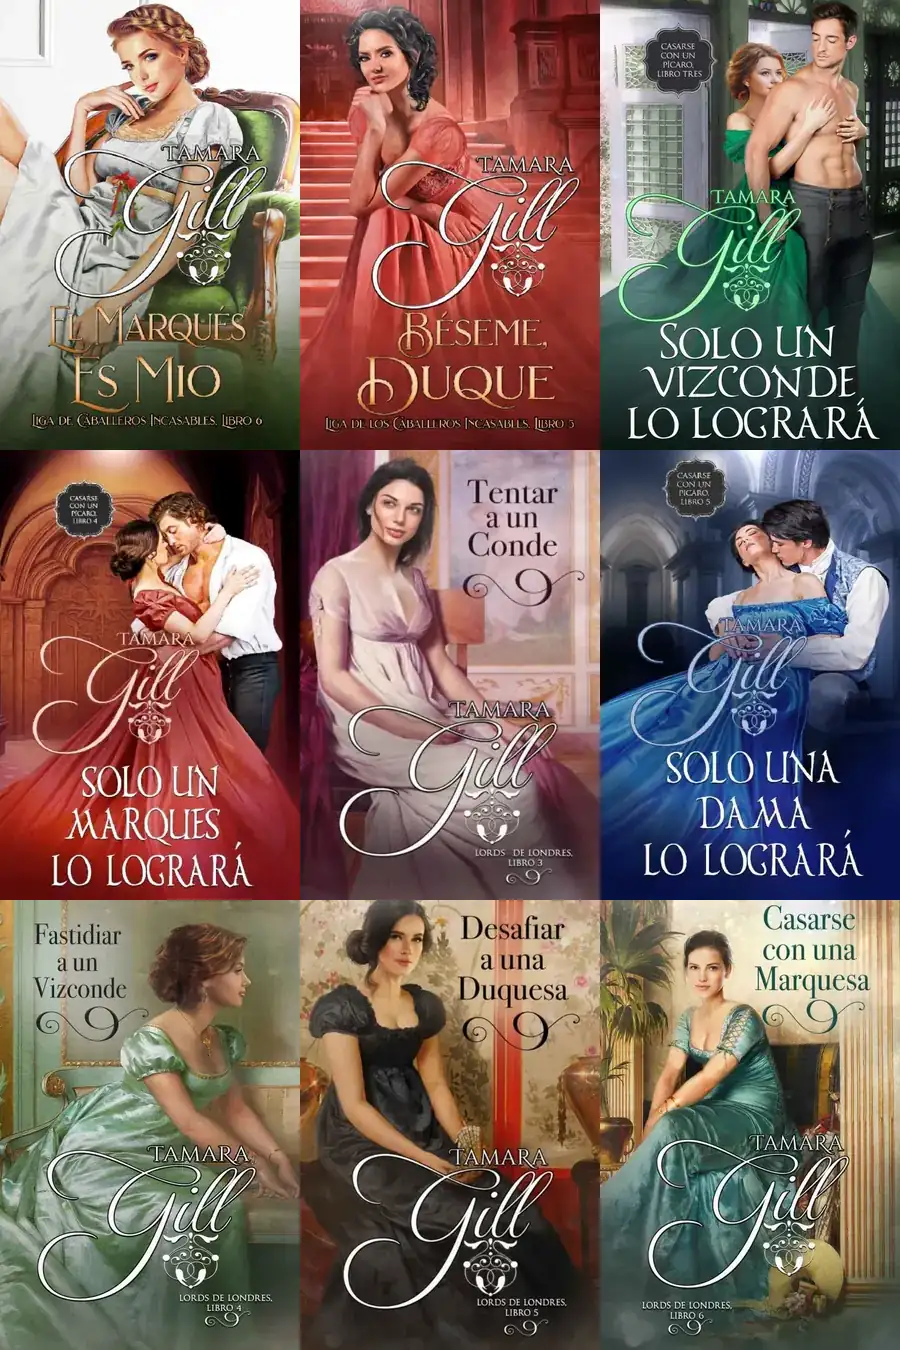 TAMARA
Gill
El Marqués
Es Mio
Liga de Caballeros Incasables, Libro 6
TAMARA
Gill
Béseme,
Duque
Liga de los Caballeros Incasables, Libro 5
CASARSE
CON UN
PÍCARO,
LIBRO TRES
TAMARA
Gill
SOLO UN
VIZCONDE
LO LOGRARÁ
CASARSE
CON UN
PÍCARO,
LIBRO 4
TAMARA
Gill
SOLO UN
MARQUES
LO LOGRARÁ
Tentar
a un
Conde
TAMARA
Gill
LORDS DE LONDRES,
LIBRO 3
CASARSE
CON UN
PÍCARO,
LIBRO 5
TAMARA
Gill
SOLO UNA
DAMA
LO LOGRARÁ
Fastidiar
a un
Vizconde
TAMARA
Gill
LORDS DE LONDRES,
LIBRO 4
Desafiar
a una
Duquesa
TAMARA
Gill
LORDS DE LONDRES,
LIBRO 5
Casarse
con una
Marquesa
TAMARA
Gill
LORDS DE LONDRES,
LIBRO 6